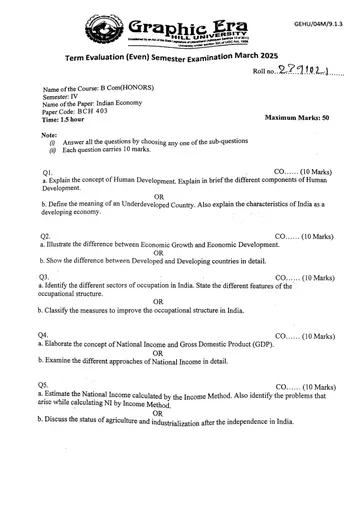 GEHU/04M/9.1.3
Graphic Era
HILL UNIVERSITY
Term Evaluation (Even) Semester Examination March 2025
Roll no..
Name of the Course: B Com(HONORS)
Semester: IV
Name of the Paper: Indian Economy
Paper Code: BCH 403
Time: 1.5 hour Maximum Marks: 50
Note:
(i) Answer all the questions by choosing any one of the sub-questions
(ii) Each question carries 10 marks.
Q1. CO…… (10 Marks)
a. Explain the concept of Human Development. Explain in brief the different components of Human
Development.
OR
b. Define the meaning of an Underdeveloped Country. Also explain the characteristics of India as a
developing economy.
Q2. CO…… (10 Marks)
a. Illustrate the difference between Economic Growth and Economic Development.
OR
b. Show the difference between Developed and Developing countries in detail.
Q3. CO…… (10 Marks)
a. Identify the different sectors of occupation in India. State the different features of the
occupational structure.
OR
b. Classify the measures to improve the occupational structure in India.
Q4. CO…… (10 Marks)
a. Elaborate the concept of National Income and Gross Domestic Product (GDP).
OR
b. Examine the different approaches of National Income in detail.
Q5. CO…… (10 Marks)
a. Estimate the National Income calculated by the Income Method. Also identify the problems that
arise while calculating NI by Income Method.
OR
b. Discuss the status of agriculture and industrialization after the independence in India.